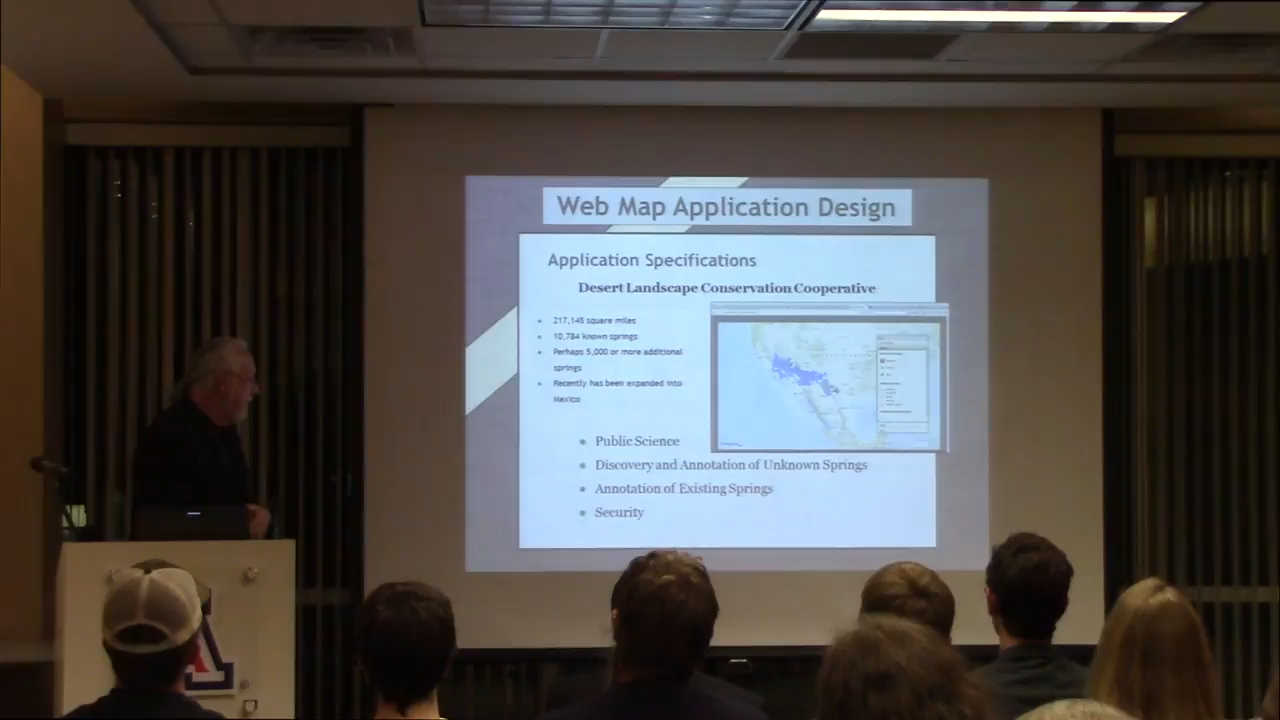 Web Map Application Design
Application Specifications
Desert Landscape Conservation Cooperative
217,145 square miles
10,784 known springs
Perhaps 5,000 or more additional
springs
Recently has been expanded into
Mexico
Public Science
Discovery and Annotation of Unknown Springs
Annotation of Existing Springs
Security
A